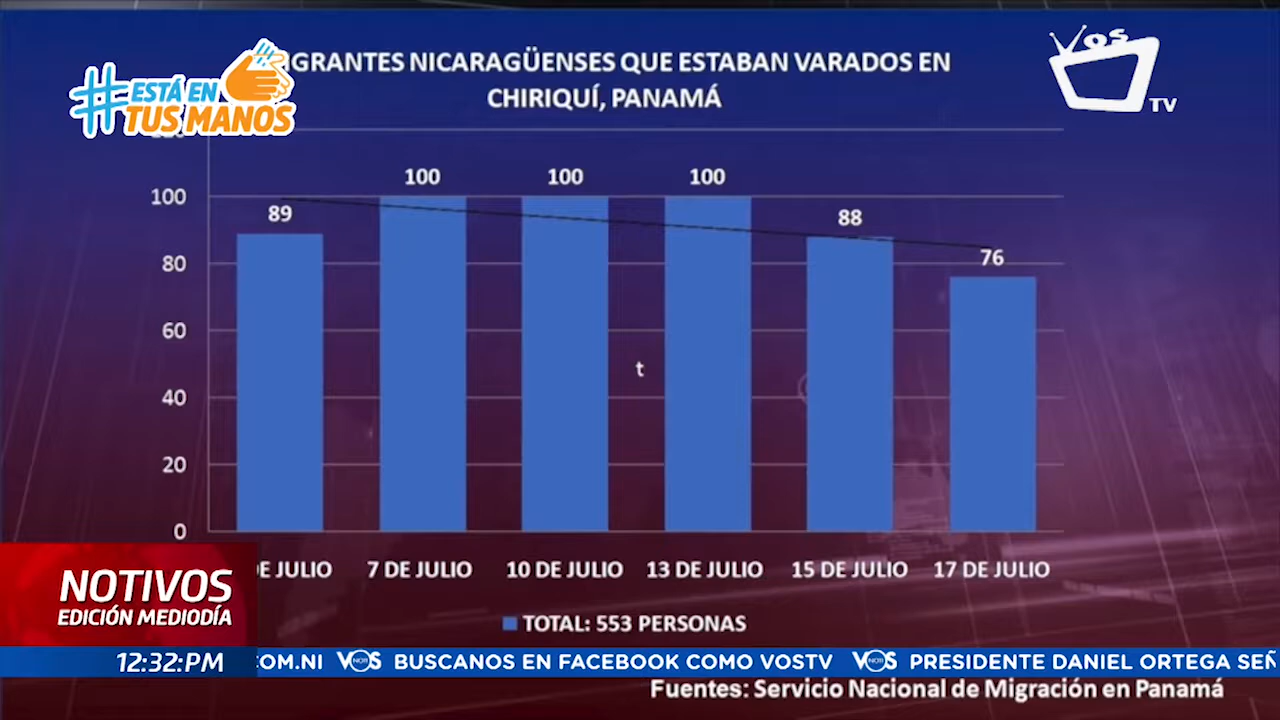 #ESTÁ EN
TUS MANOS
IGRANTES NICARAGÜENSES QUE ESTABAN VARADOS EN
CHIRIQUÍ, PANAMÁ
VOS
TV
100
80
60
40
20
0
89
100
100
100
88
76
t
DE JULIO
7 DE JULIO
10 DE JULIO
13 DE JULIO
15 DE JULIO
17 DE JULIO
TOTAL: 553 PERSONAS
NOTIVOS
EDICIÓN MEDIODÍA
12:32:PM
COM.NI VOS BUSCANOS EN FACEBOOK COMO VOSTV VOS PRESIDENTE DANIEL ORTEGA SEÑ
Fuentes: Servicio Nacional de Migración en Panamá